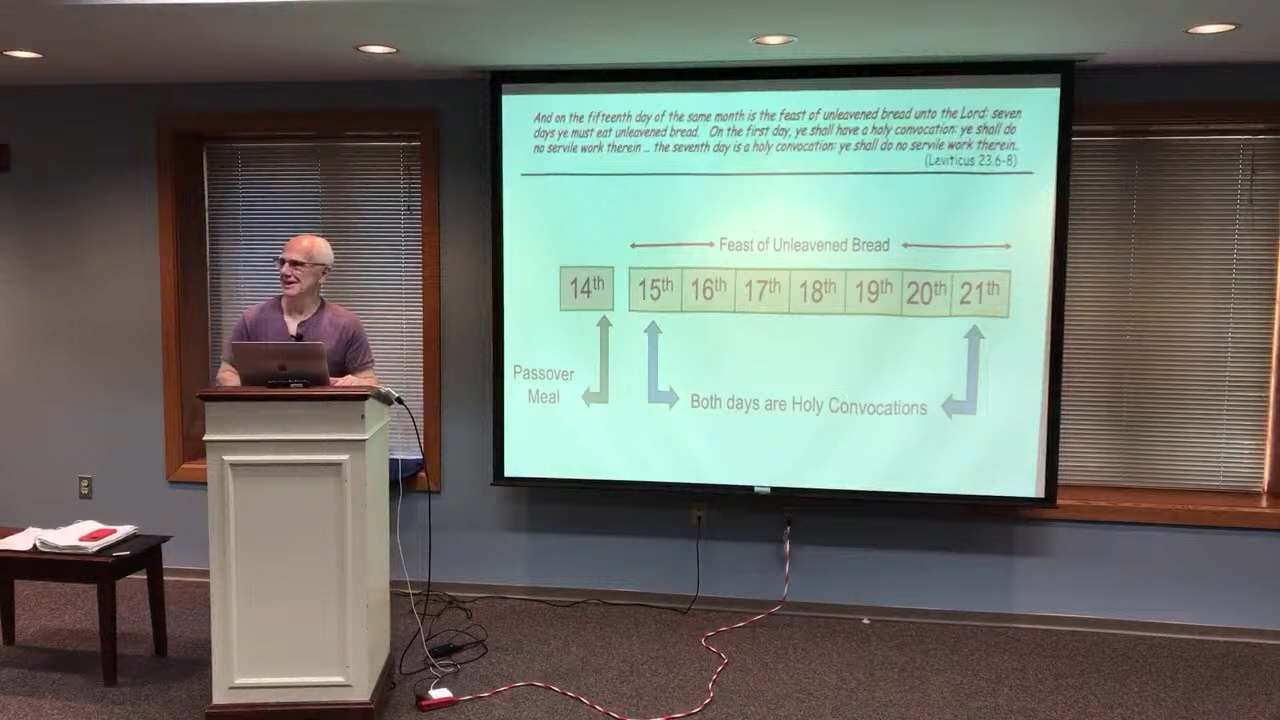 And on the fifteenth day of the same month is the feast of unleavened bread unto the Lord: seven
days ye must eat unleavened bread. On the first day, ye shall have a holy convocation: ye shall do
no servile work therein ... the seventh day is a holy convocation: ye shall do no servile work therein.
(Leviticus 23.6-8)
Feast of Unleavened Bread
14th 15th 16th 17th 18th 19th 20th 21th
Passover
Meal
Both days are Holy Convocations